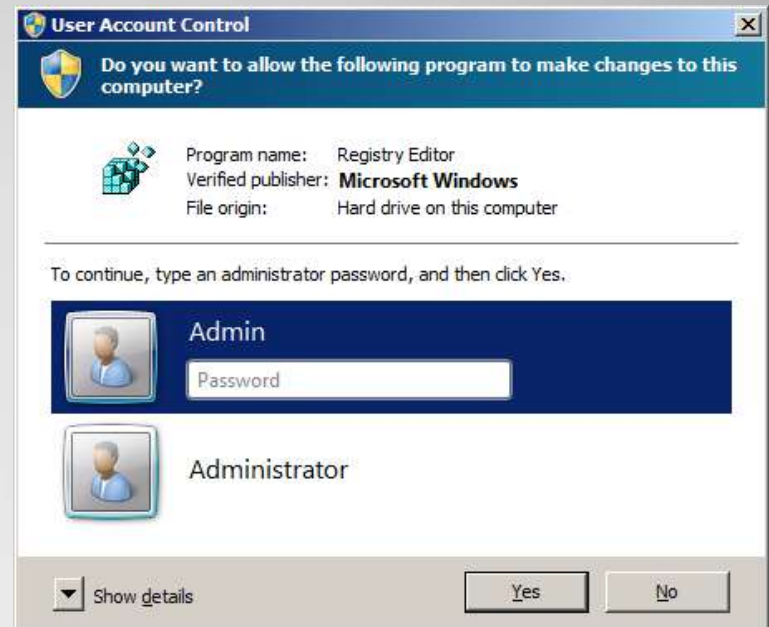 User Account Control
Do you want to allow the following program to make changes to this
computer?
Program name: Registry Editor
Verified publisher: Microsoft Windows
File origin: Hard drive on this computer
To continue, type an administrator password, and then click Yes.
Admin
Password
Administrator
Show details
Yes
No